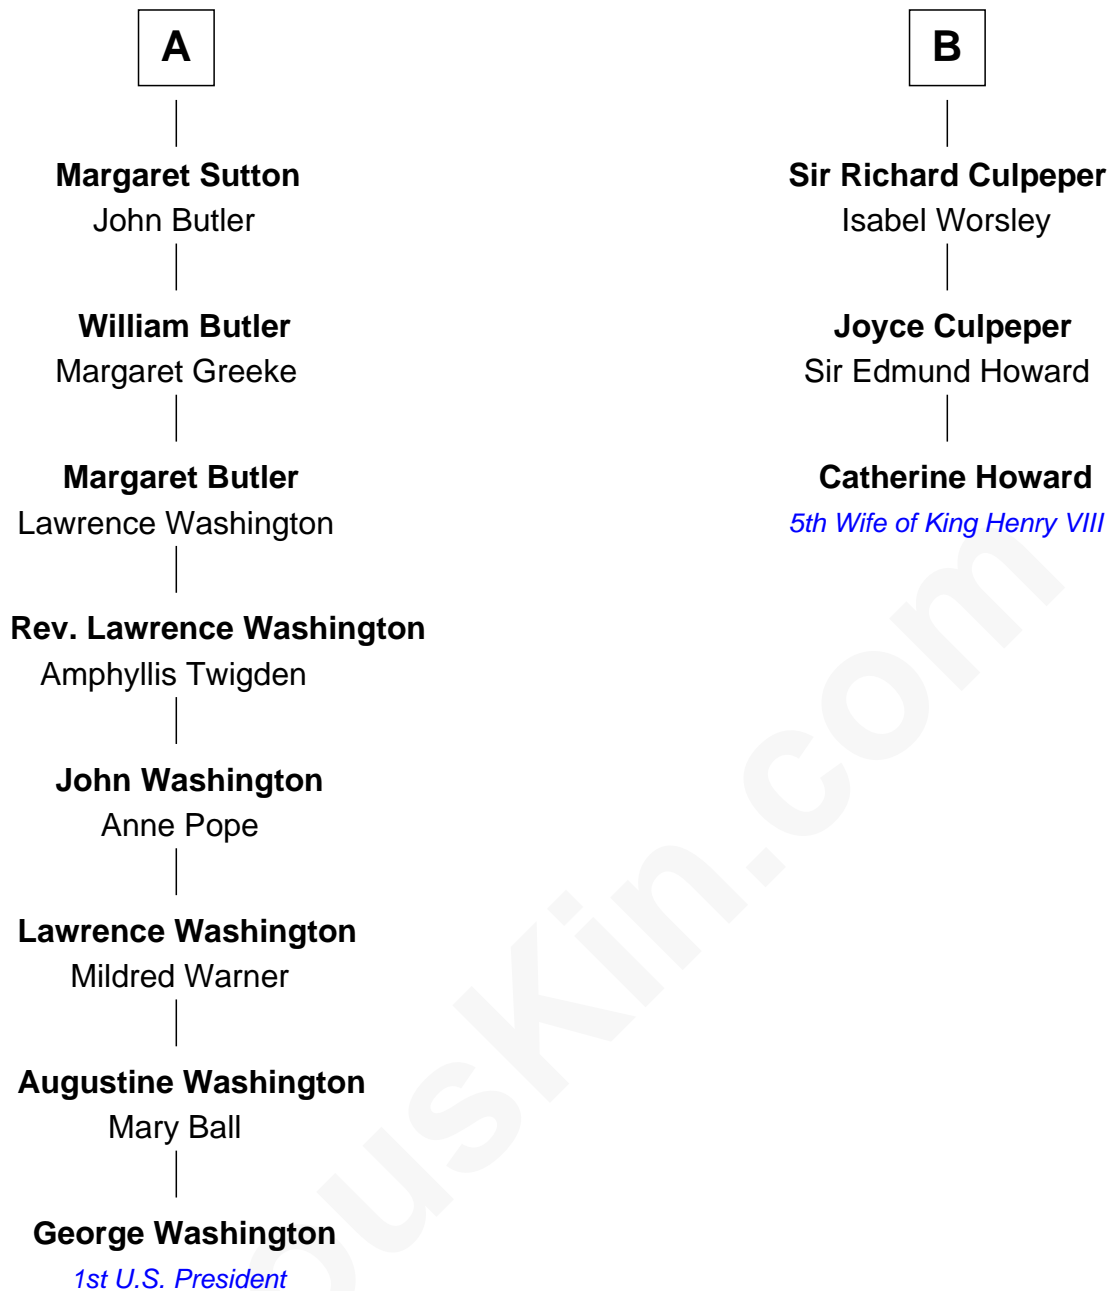 A
Margaret Sutton
John Butler
William Butler
Margaret Greeke
Margaret Butler
Lawrence Washington
Rev. Lawrence Washington
Amphyllis Twigden
John Washington
Anne Pope
Lawrence Washington
Mildred Warner
Augustine Washington
Mary Ball
George Washington
1st U.S. President
B
Sir Richard Culpeper
Isabel Worsley
Joyce Culpeper
Sir Edmund Howard
Catherine Howard
5th Wife of King Henry VIII
ousKin.com